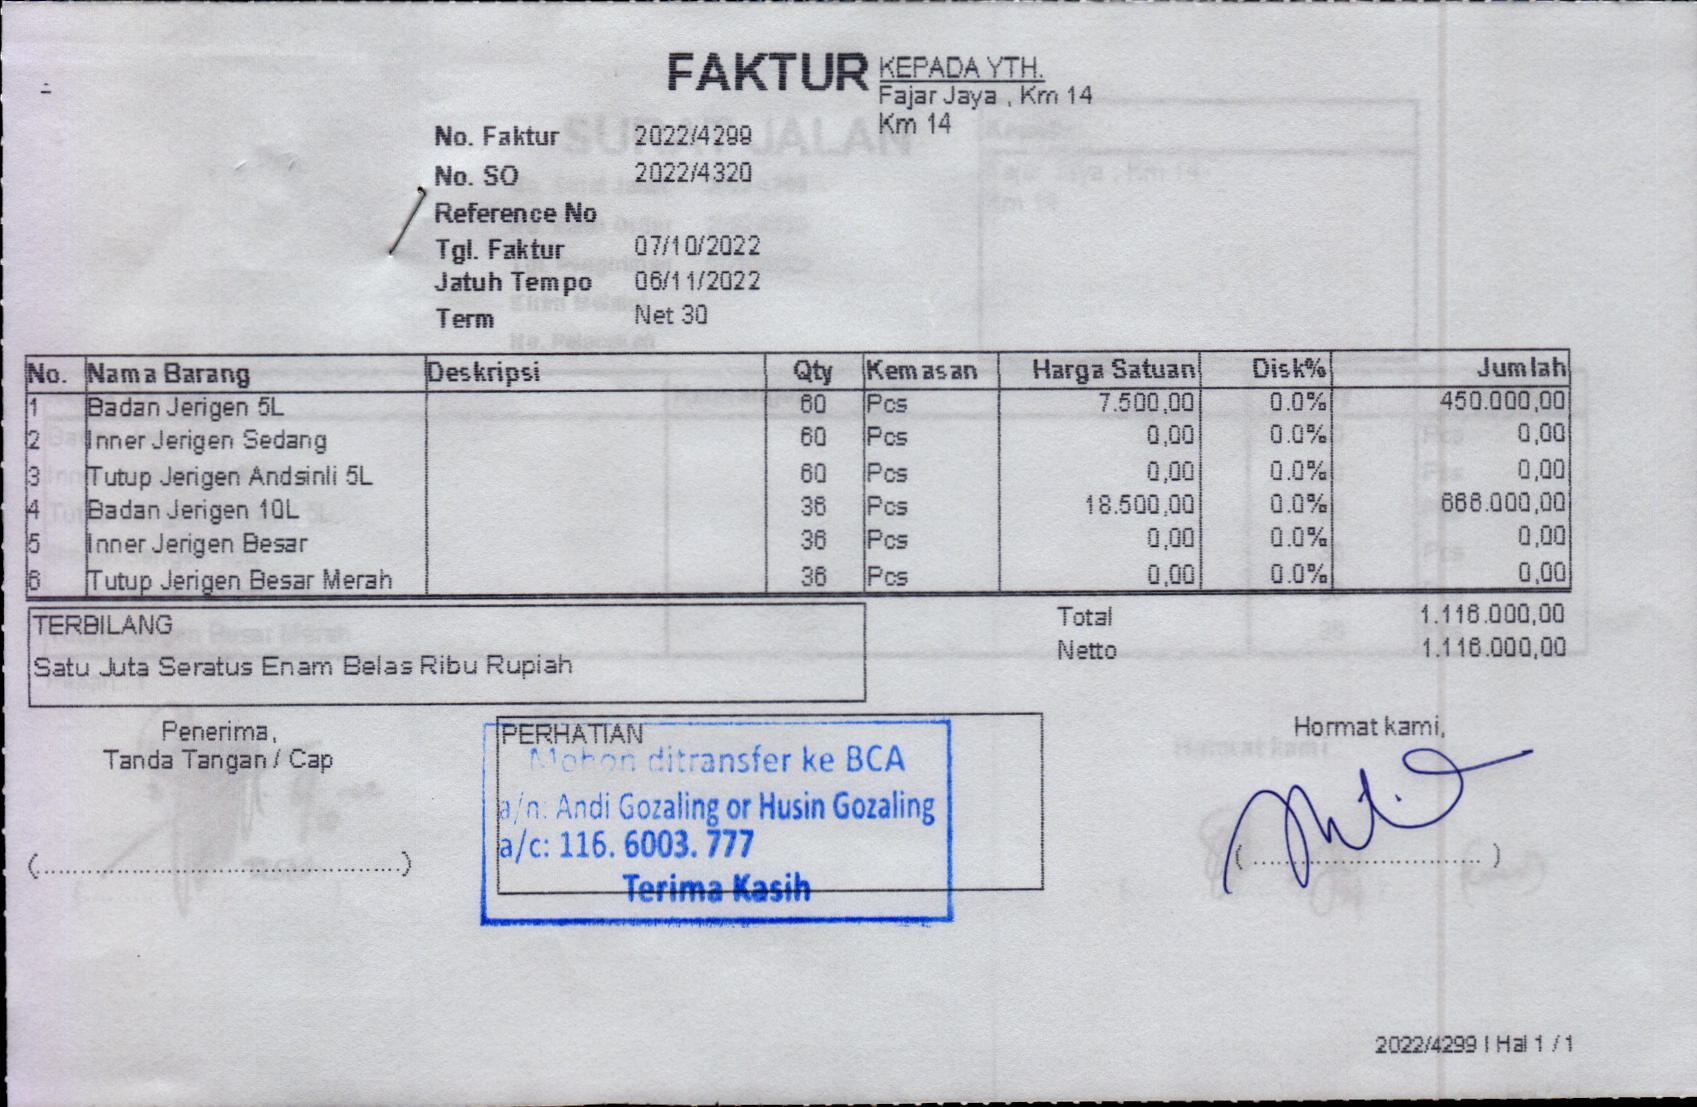 FAKTUR
KEPADA YTH.
Fajar Jaya , Km 14
Km 14
No. Faktur 2022/4299
No. SO 2022/4320
Reference No
Tgl. Faktur 07/10/2022
Jatuh Tempo 06/11/2022
Term Net 30
No. Nama Barang Deskripsi Qty Kemasan Harga Satuan Disk% Jumlah
1 Badan Jerigen 5L 60 Pcs 7.500,00 0.0% 450.000,00
2 Inner Jerigen Sedang 60 Pcs 0,00 0.0% 0,00
3 Tutup Jerigen Andsinli 5L 60 Pcs 0,00 0.0% 0,00
4 Badan Jerigen 10L 36 Pcs 18.500,00 0.0% 666.000,00
5 Inner Jerigen Besar 36 Pcs 0,00 0.0% 0,00
6 Tutup Jerigen Besar Merah 36 Pcs 0,00 0.0% 0,00
TERBILANG
Satu Juta Seratus Enam Belas Ribu Rupiah
Total 1.116.000,00
Netto 1.116.000,00
Penerima,
Tanda Tangan / Cap
(...............................................)
PERHATIAN
Mohon ditransfer ke BCA
a/n: Andi Gozaling or Husin Gozaling
a/c: 116. 6003. 777
Terima Kasih
Hormat kami,
(..............................)
2022/4299 | Hal 1 / 1